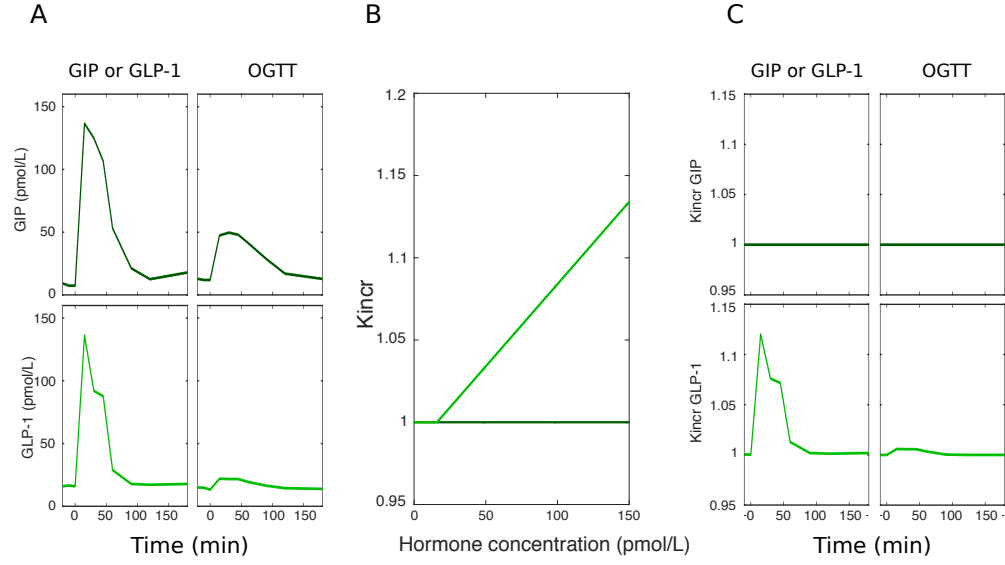 A
GIP or GLP-1
OGTT
GIP (pmol/L)
150
100
50
0
GLP-1 (pmol/L)
150
100
50
0
0 50 100 150
0 50 100 150
Time (min)
B
Kincr
1.2
1.15
1.1
1.05
1
0.95
0 50 100 150
Hormone concentration (pmol/L)
C
GIP or GLP-1
OGTT
Kincr GIP
1.15
1.1
1.05
1
0.95
Kincr GLP-1
1.15
1.1
1.05
1
0.95
-0 50 100 150 -
-0 50 100 150 -
Time (min)